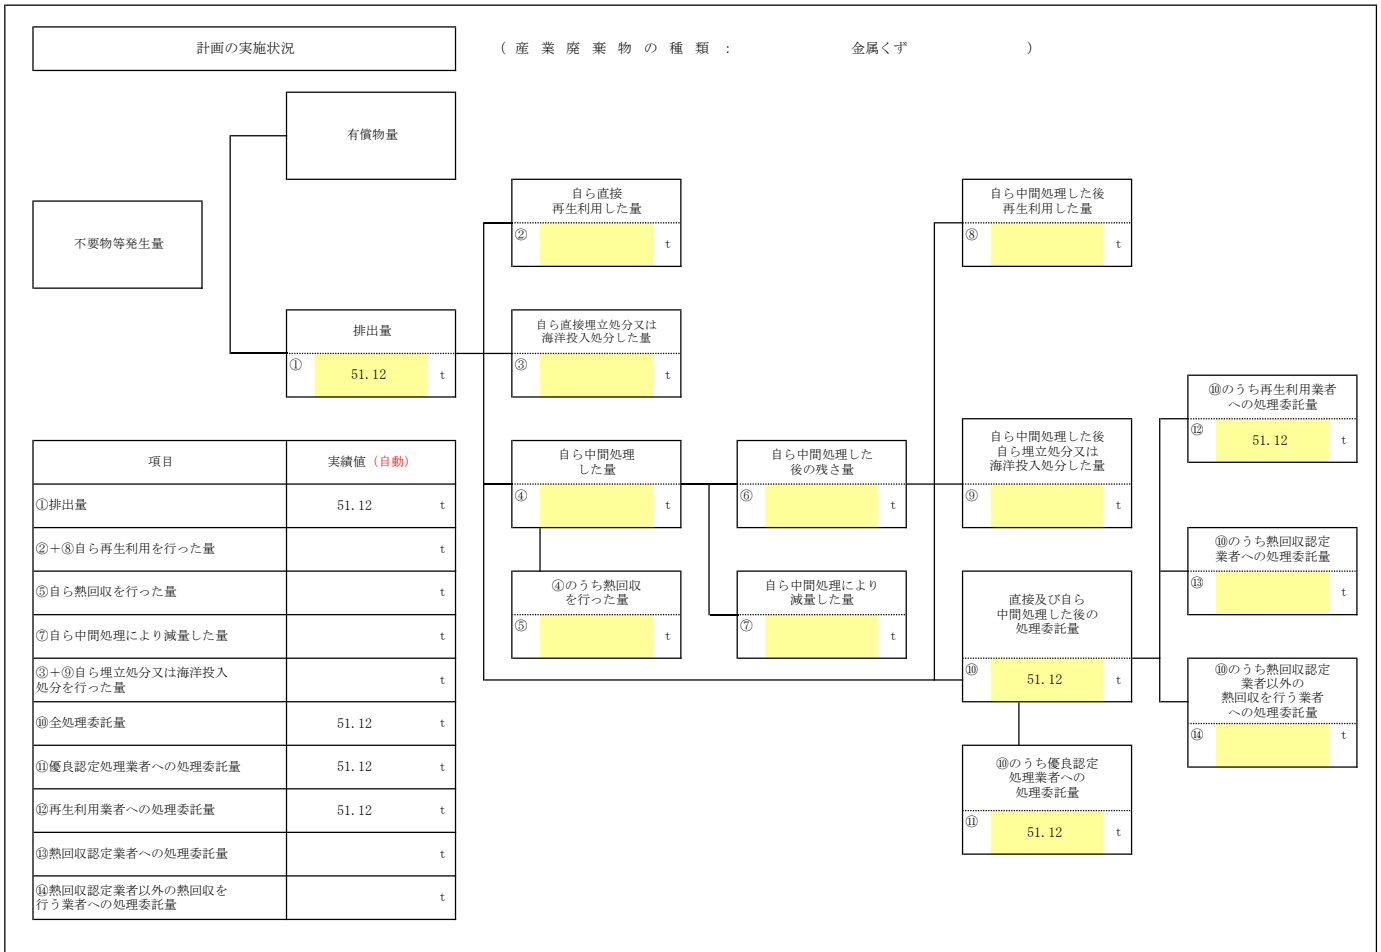 計画の実施状況
（産業廃棄物の種類： 金属くず ）
有償物量
不要物等発生量
排出量
① 51.12 t
自ら直接
再生利用した量
② t
自ら直接埋立処分又は
海洋投入処分した量
③ t
自ら中間処理
した量
④ t
④のうち熱回収
を行った量
⑤ t
自ら中間処理した
後の残さ量
⑥ t
自ら中間処理により
減量した量
⑦ t
自ら中間処理した後
再生利用した量
⑧ t
自ら中間処理した後
自ら埋立処分又は
海洋投入処分した量
⑨ t
直接及び自ら
中間処理した後の
処理委託量
⑩ 51.12 t
⑩のうち優良認定
処理業者への
処理委託量
⑪ 51.12 t
⑩のうち再生利用業者
への処理委託量
⑫ 51.12 t
⑩のうち熱回収認定
業者への処理委託量
⑬ t
⑩のうち熱回収認定
業者以外の
熱回収を行う業者
への処理委託量
⑭ t
項目 実績値（自動）
①排出量 51.12 t
②＋⑧自ら再生利用を行った量 t
⑤自ら熱回収を行った量 t
⑦自ら中間処理により減量した量 t
③＋⑨自ら埋立処分又は海洋投入
処分を行った量 t
⑩全処理委託量 51.12 t
⑪優良認定処理業者への処理委託量 51.12 t
⑫再生利用業者への処理委託量 51.12 t
⑬熱回収認定業者への処理委託量 t
⑭熱回収認定業者以外の熱回収を
行う業者への処理委託量 t